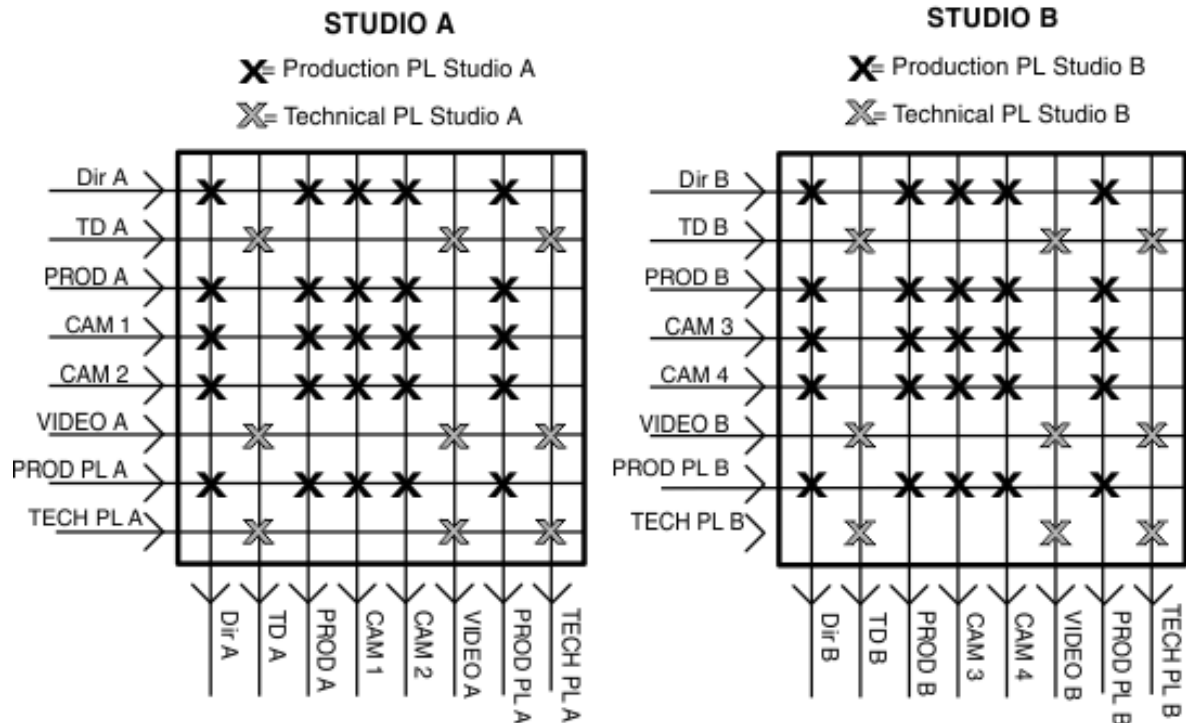 STUDIO A
X= Production PL Studio A
X= Technical PL Studio A
Dir A
TD A
PROD A
CAM 1
CAM 2
VIDEO A
PROD PL A
TECH PL A
Dir A
TD A
PROD A
CAM 1
CAM 2
VIDEO A
PROD PL A
TECH PL A
STUDIO B
X= Production PL Studio B
X= Technical PL Studio B
Dir B
TD B
PROD B
CAM 3
CAM 4
VIDEO B
PROD PL B
TECH PL B
Dir B
TD B
PROD B
CAM 3
CAM 4
VIDEO B
PROD PL B
TECH PL B